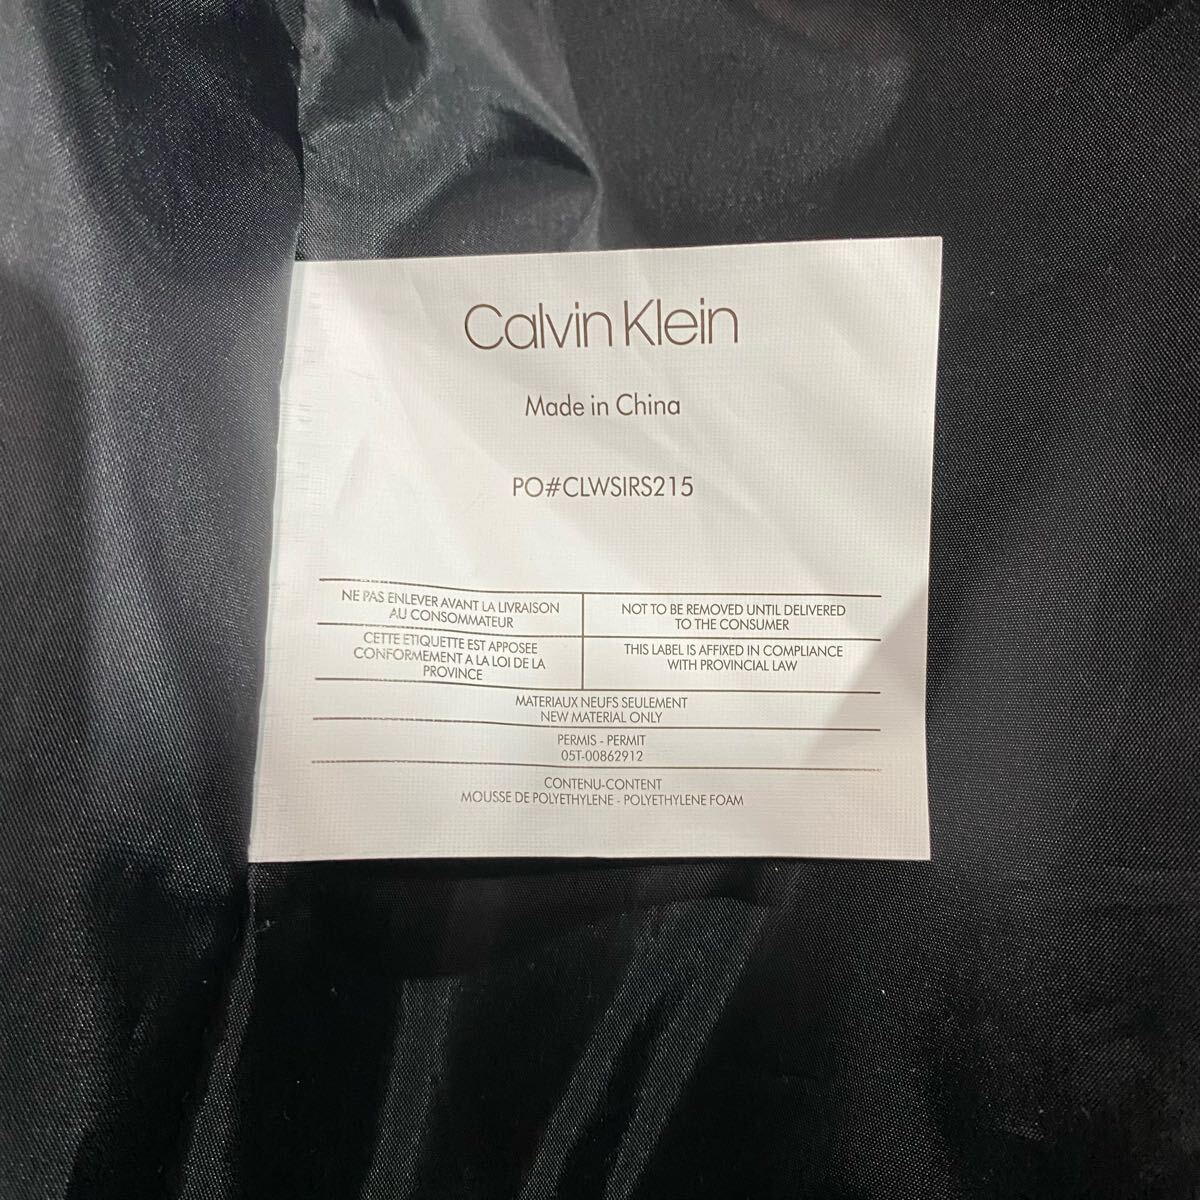 Calvin Klein
Made in China
PO#CLWSIRS215
NE PAS ENLEVER AVANT LA LIVRAISON
AU CONSOMMATEUR
NOT TO BE REMOVED UNTIL DELIVERED
TO THE CONSUMER
CETTE ETIQUETTE EST APPOSEE
CONFORMEMENT A LA LOI DE LA
PROVINCE
THIS LABEL IS AFFIXED IN COMPLIANCE
WITH PROVINCIAL LAW
MATERIAUX NEUFS SEULEMENT
NEW MATERIAL ONLY
PERMIS - PERMIT
05T-00862912
CONTENU-CONTENT
MOUSSE DE POLYETHYLENE - POLYETHYLENE FOAM